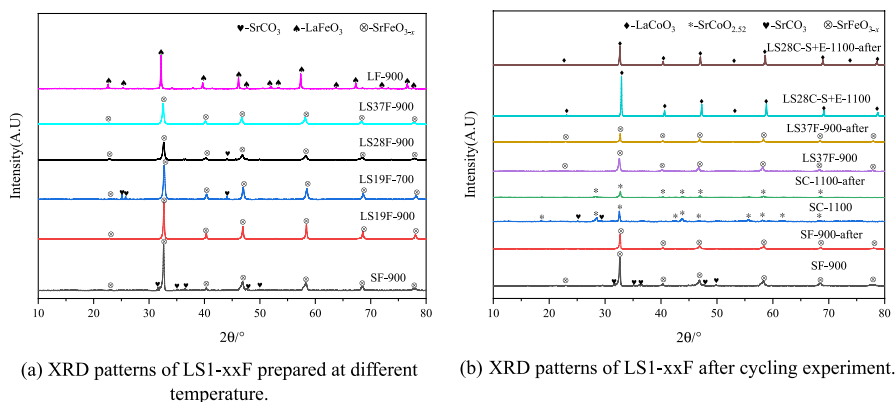 (a)
♥-SrCO₃ ♠-LaFeO₃ ⊗-SrFeO₃₋ₓ
LF-900
LS37F-900
LS28F-900
LS19F-700
LS19F-900
SF-900
Intensity(A.U)
10 20 30 40 50 60 70 80
2θ/°
(a) XRD patterns of LS1-xxF prepared at different
temperature.
(b)
♦-LaCoO₃ *-SrCoO₂.₅₂ ♥-SrCO₃ ⊗-SrFeO₃₋ₓ
LS28C-S+E-1100-after
LS28C-S+E-1100
LS37F-900-after
LS37F-900
SC-1100-after
SC-1100
SF-900-after
SF-900
Intensity(A.U)
10 20 30 40 50 60 70 80
2θ/°
(b) XRD patterns of LS1-xxF after cycling experiment.